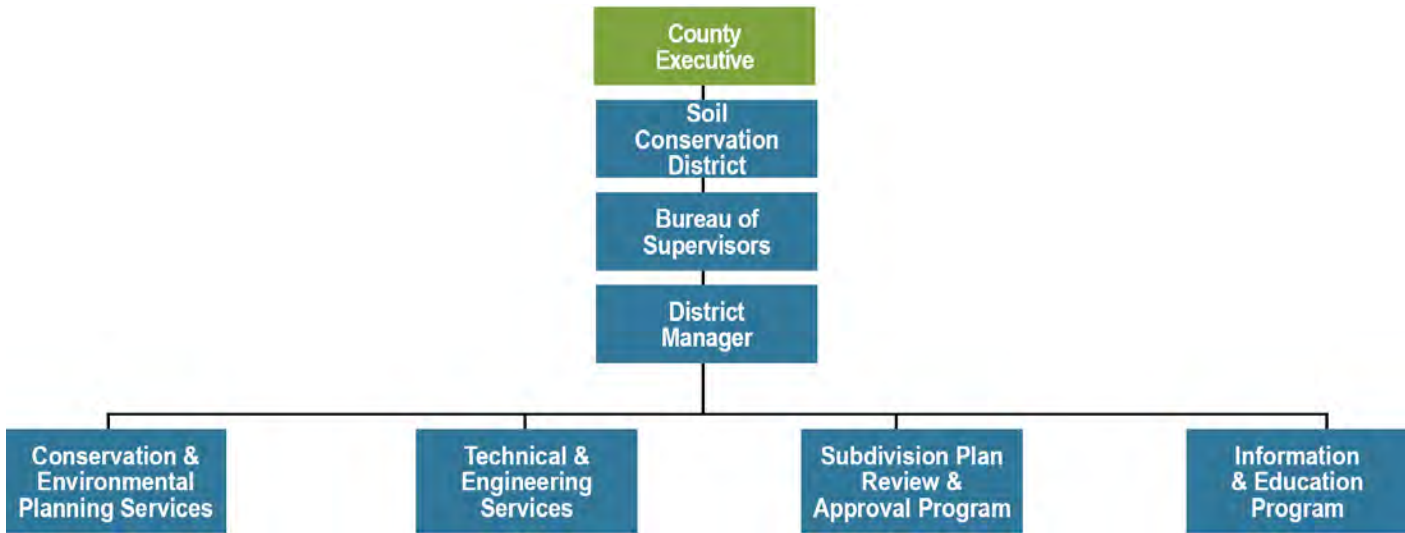 County
Executive
Soil
Conservation
District
Bureau of
Supervisors
District
Manager
Conservation &
Environmental
Planning Services
Technical &
Engineering
Services
Subdivision Plan
Review &
Approval Program
Information
& Education
Program